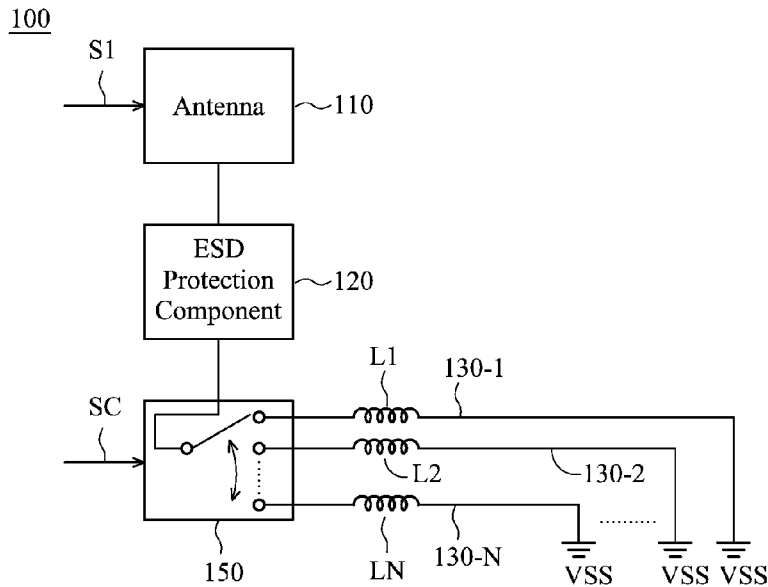 100
S1
Antenna
110
ESD
Protection
Component
120
L1
130-1
SC
L2
130-2
150
LN
130-N
VSS
VSS
VSS